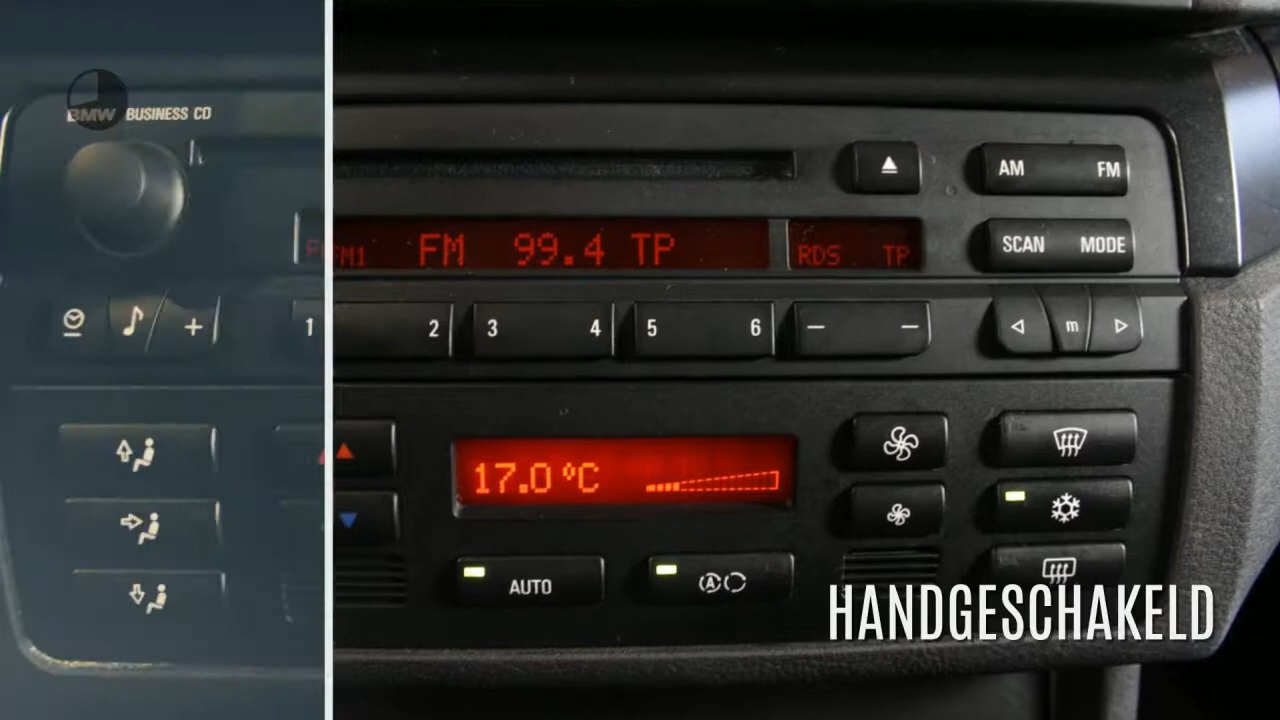 BMW BUSINESS CD
AM FM
FM1 FM 99.4 TP RDS TP
SCAN MODE
+ 1 2 3 4 5 6 — — m
17.0 ºC
AUTO A
HANDGESCHAKELD